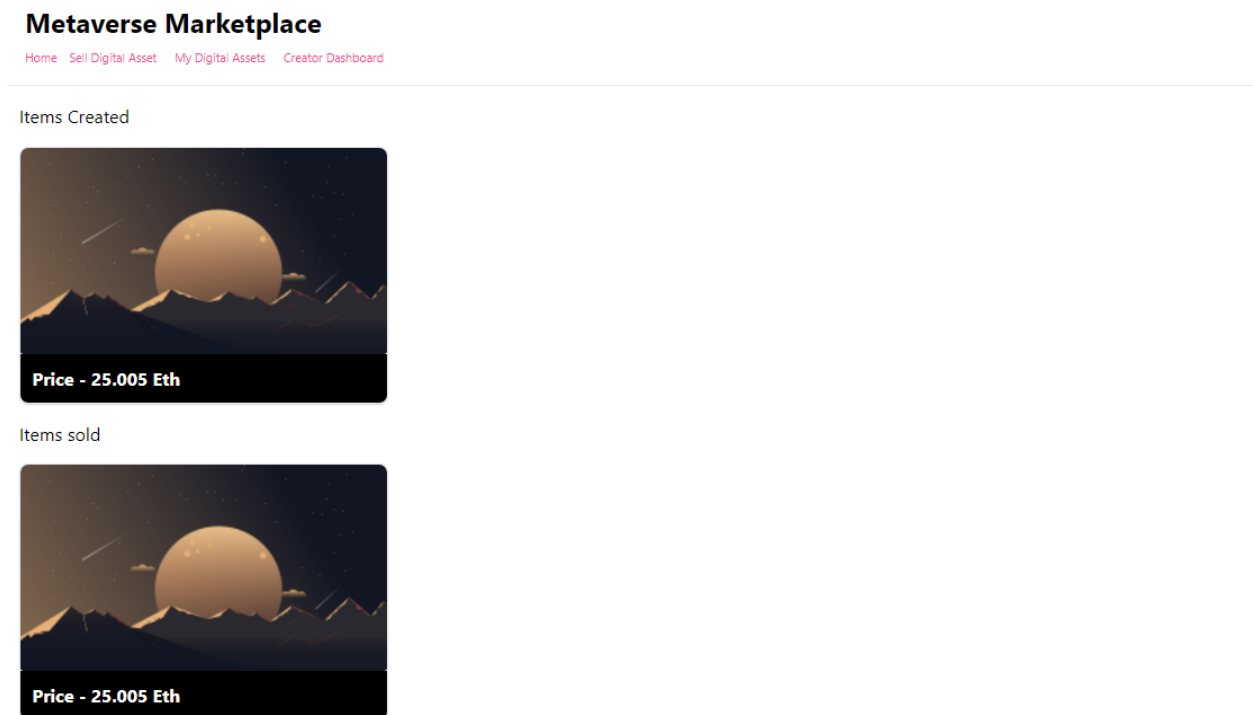 Metaverse Marketplace
Home Sell Digital Asset My Digital Assets Creator Dashboard
Items Created
Price - 25.005 Eth
Items sold
Price - 25.005 Eth